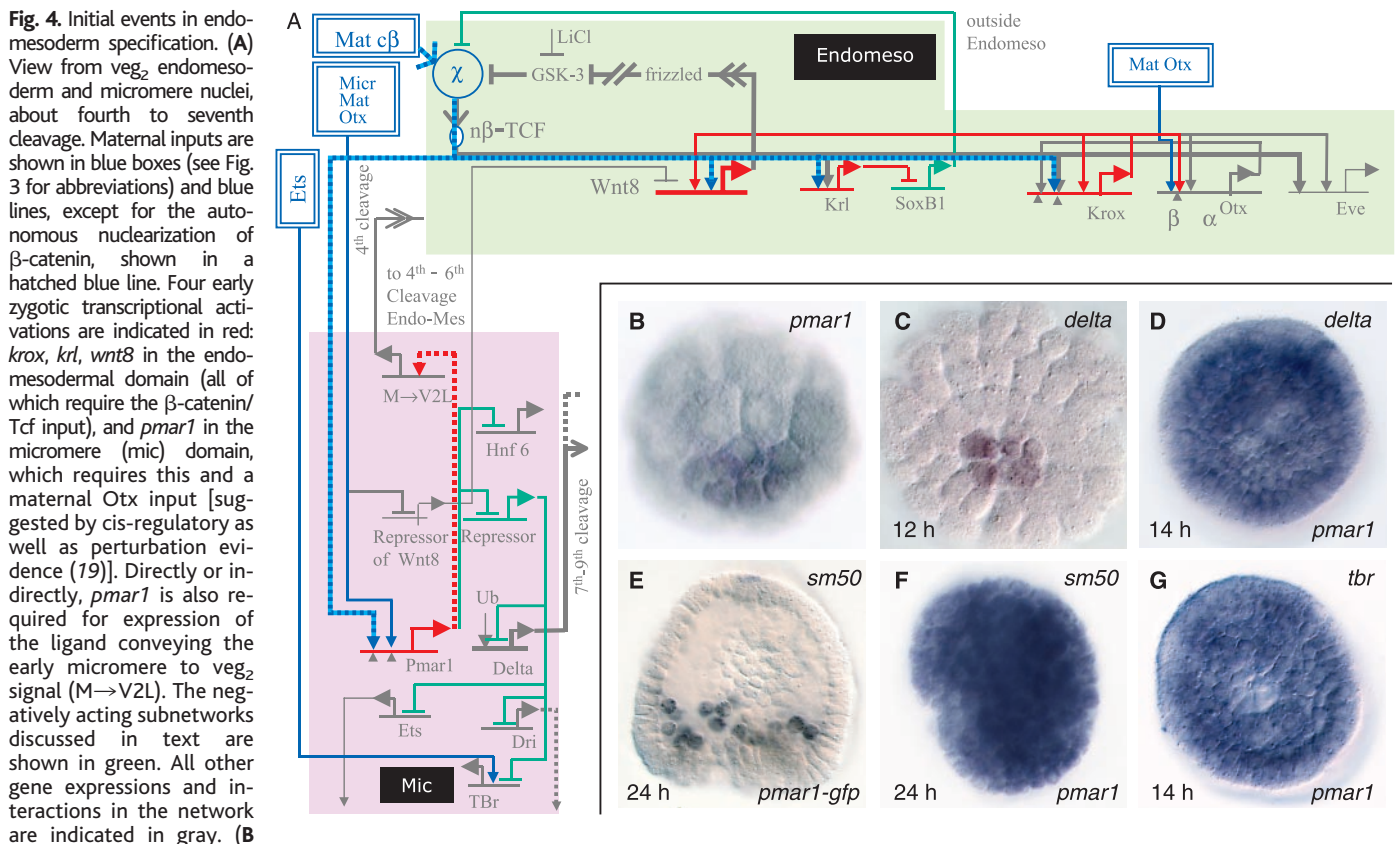 Fig. 4. Initial events in endo-
mesoderm specification. (A)
View from veg2 endomeso-
derm and micromere nuclei,
about fourth to seventh
cleavage. Maternal inputs are
shown in blue boxes (see Fig.
3 for abbreviations) and blue
lines, except for the auto-
nomous nuclearization of
β-catenin, shown in a
hatched blue line. Four early
zygotic transcriptional acti-
vations are indicated in red:
krox, krl, wnt8 in the endo-
mesodermal domain (all of
which require the β-catenin/
Tcf input), and pmar1 in the
micromere (mic) domain,
which requires this and a
maternal Otx input [sug-
gested by cis-regulatory as
well as perturbation evi-
dence (19)]. Directly or in-
directly, pmar1 is also re-
quired for expression of
the ligand conveying the
early micromere to veg2
signal (M→V2L). The neg-
atively acting subnetworks
discussed in text are
shown in green. All other
gene expressions and in-
teractions in the network
are indicated in gray. (B
A
Mat cβ
χ
LiCl
GSK-3
frizzled
Endomeso
outside
Endomeso
Mat Otx
Micr
Mat
Otx
nβ-TCF
Ets
Wnt8
Krl
SoxB1
Krox
β
α
Otx
Eve
4th cleavage
to 4th - 6th
Cleavage
Endo-Mes
M→V2L
Hnf 6
Repressor
of Wnt8
Repressor
7th-9th cleavage
Ub
Pmar1
Delta
Ets
Dri
Mic
TBr
B
pmar1
C
delta
12 h
D
delta
14 h
pmar1
E
sm50
24 h
pmar1-gfp
F
sm50
24 h
pmar1
G
tbr
14 h
pmar1